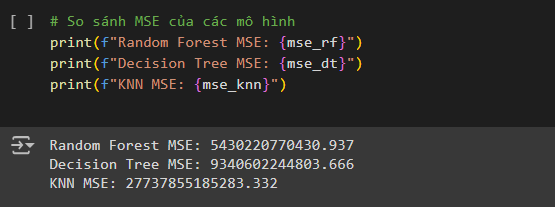 [ ] # So sánh MSE của các mô hình
print(f"Random Forest MSE: {mse_rf}")
print(f"Decision Tree MSE: {mse_dt}")
print(f"KNN MSE: {mse_knn}")
Random Forest MSE: 5430220770430.937
Decision Tree MSE: 9340602244803.666
KNN MSE: 27737855185283.332